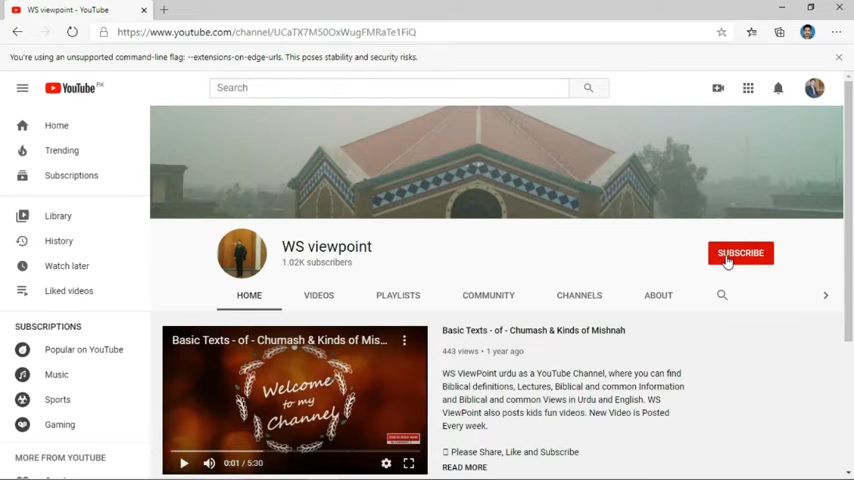 WS viewpoint - YouTube
https://www.youtube.com/channel/UCaTX7M50OxWugFMRaTe1FiQ
You're using an unsupported command-line flag: --extensions-on-edge-urls. This poses stability and security risks.
YouTube PK
Search
Home
Trending
Subscriptions
Library
History
Watch later
Liked videos
SUBSCRIPTIONS
Popular on YouTube
Music
Sports
Gaming
MORE FROM YOUTUBE
WS viewpoint
1.02K subscribers
SUBSCRIBE
HOME VIDEOS PLAYLISTS COMMUNITY CHANNELS ABOUT
Basic Texts - of - Chumash & Kinds of Mis...
Welcome
to my
Channel
0:01 / 5:30
Basic Texts - of - Chumash & Kinds of Mishnah
443 views • 1 year ago
WS ViewPoint urdu as a YouTube Channel, where you can find
Biblical definitions, Lectures, Biblical and common Information
and Biblical and common Views in Urdu and English. WS
ViewPoint also posts kids fun videos. New Video is Posted
Every week.
Please Share, Like and Subscribe
READ MORE